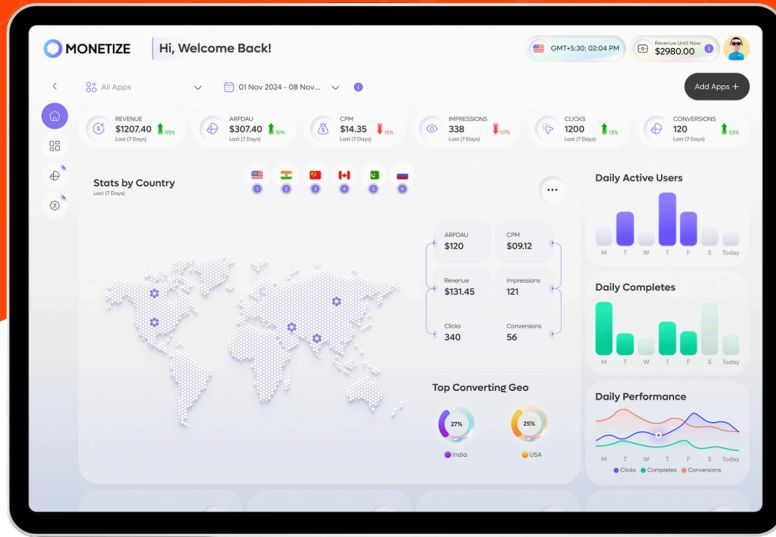 MONETIZE
Hi, Welcome Back!
GMT+5:30: 02:04 PM
Revenue Until Now
$2980.00
All Apps
01 Nov 2024 - 08 Nov...
Add Apps +
REVENUE
$1207.40
Last (7 Days)
ARPDAU
$307.40
10%
Last (7 Days)
CPM
$14.35
Last (7 Days)
IMPRESSIONS
338
Last (7 Days)
CLICKS
1200
Last (7 Days)
CONVERSIONS
120
Last (7 Days)
Stats by Country
Last (7 Days)
1 2 3 4 5 6
...
ARPDAU
$120
CPM
$09.12
Revenue
$131.45
Impressions
121
Clicks
340
Conversions
56
Top Converting Geo
27%
25%
India
USA
Daily Active Users
M T W T F S Today
Daily Completes
M T W T F S Today
Daily Performance
M T W T F S Today
Clicks Completes Conversions